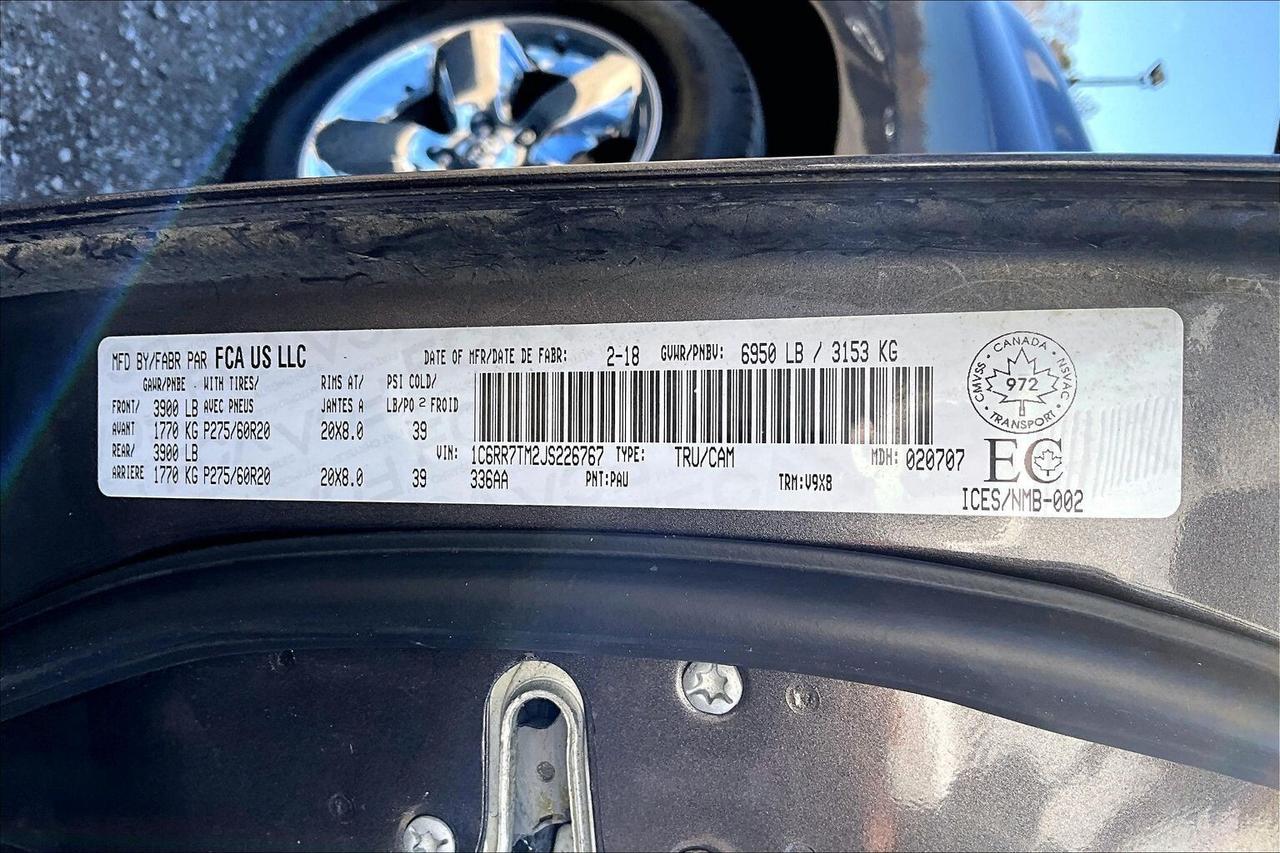 MFD BY/FABR PAR FCA US LLC DATE OF MFR/DATE DE FABR: 2-18 GVWR/PNBV: 6950 LB / 3153 KG
GAWR/PNBE - WITH TIRES/ RIMS AT/ PSI COLD/
FRONT/ 3900 LB AVEC PNEUS JANTES A LB/PO 2 FROID
AVANT 1770 KG P275/60R20 20X8.0 39
REAR/ 3900 LB VIN: 1C6RR7TM2JS226767 TYPE: TRU/CAM MDH: 020707
ARRIERE 1770 KG P275/60R20 20X8.0 39 336AA PNT:PAU TRM:V9X8
CANADA
CMVSS 972 NSVAC
TRANSPORT
EC
ICES/NMB-002